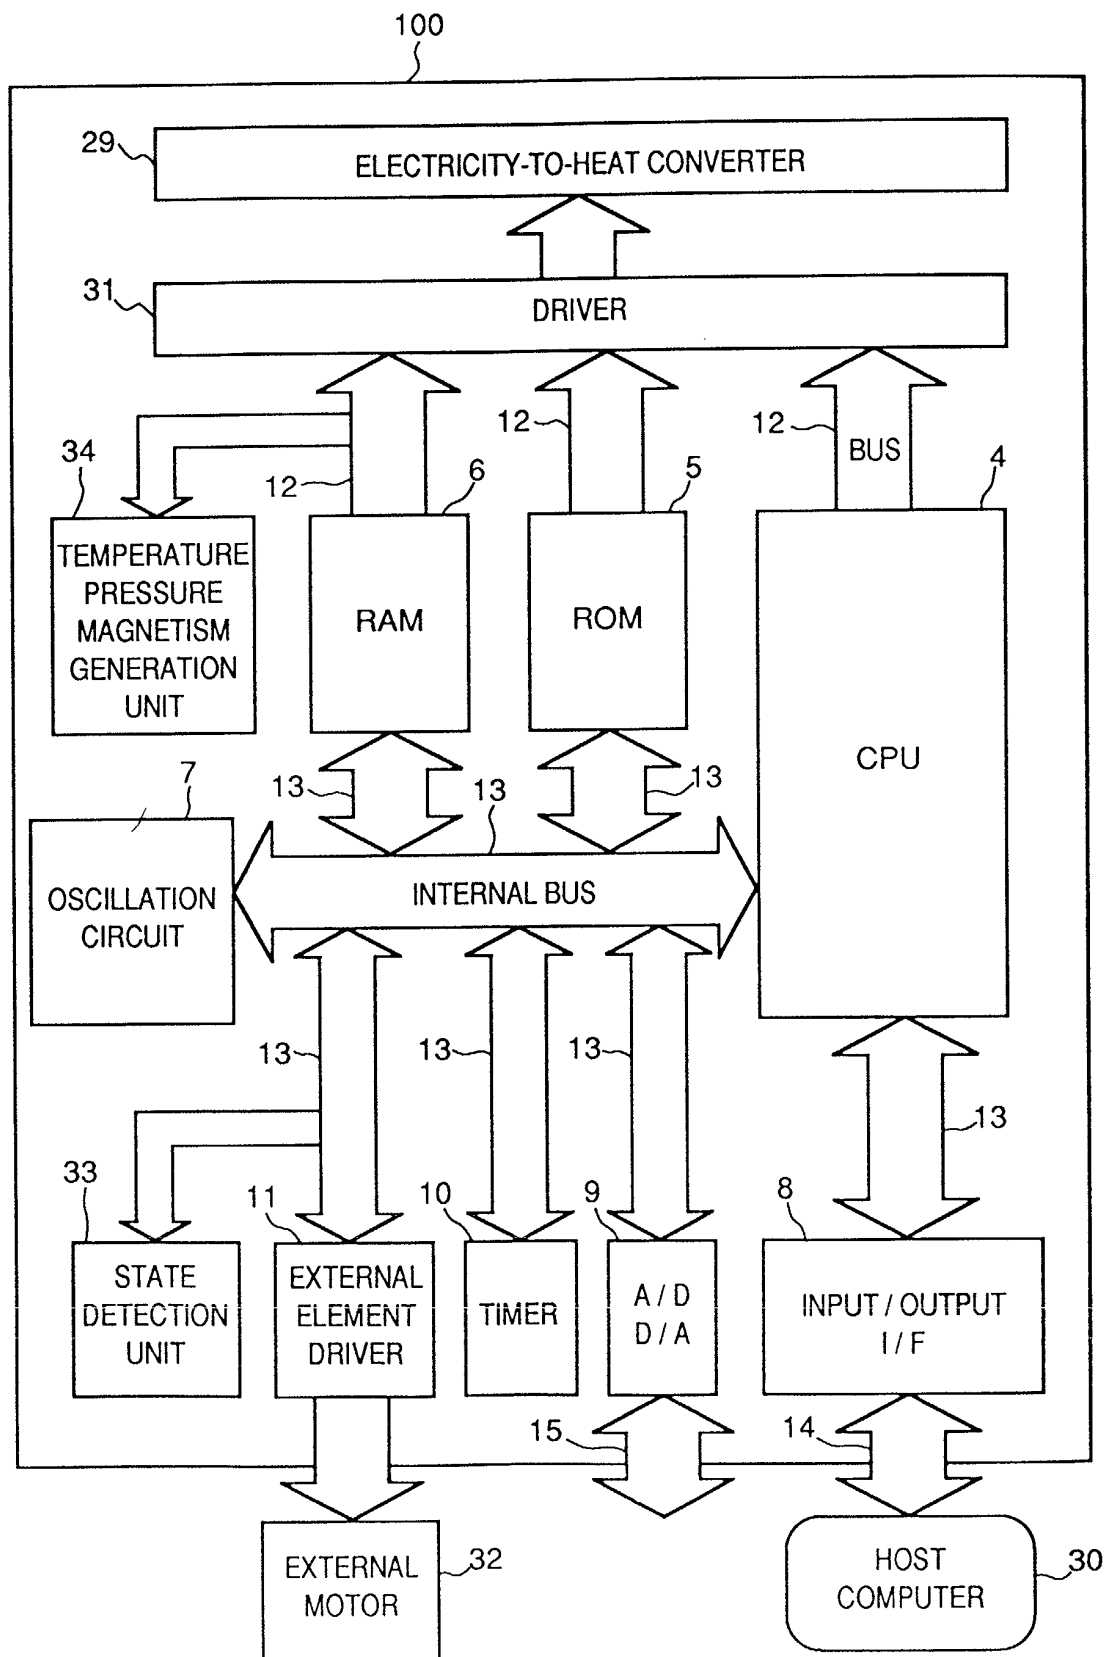 100
29
ELECTRICITY-TO-HEAT CONVERTER
31
DRIVER
12
12
12
BUS
34
6
5
4
TEMPERATURE
PRESSURE
MAGNETISM
GENERATION
UNIT
RAM
ROM
CPU
7
13
13
13
OSCILLATION
CIRCUIT
INTERNAL BUS
13
13
13
13
33
11
10
9
8
STATE
DETECTION
UNIT
EXTERNAL
ELEMENT
DRIVER
TIMER
A / D
D / A
INPUT / OUTPUT
I / F
15
14
EXTERNAL
MOTOR
32
HOST
COMPUTER
30